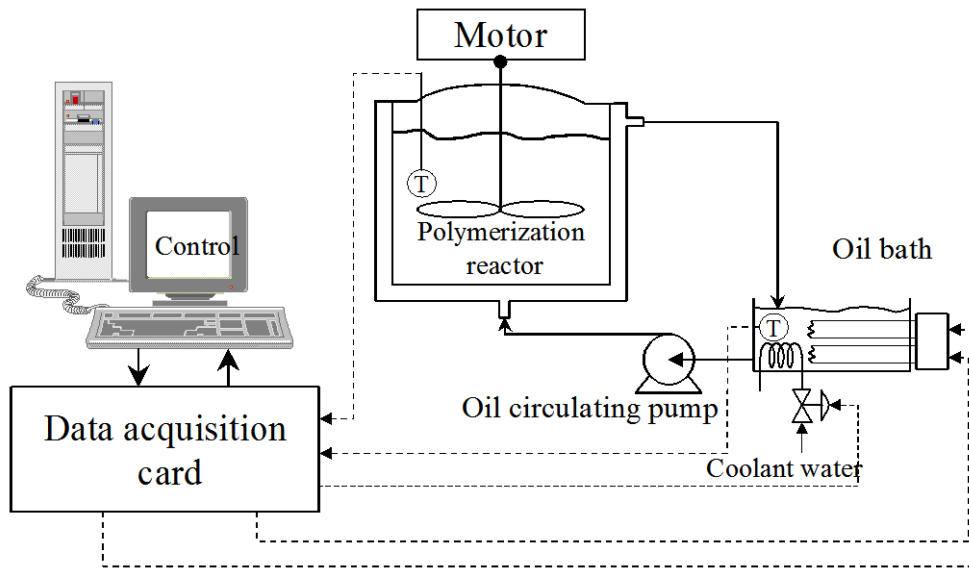 Motor
T
Control
Polymerization
reactor
Oil bath
T
Oil circulating pump
Data acquisition
card
Coolant water